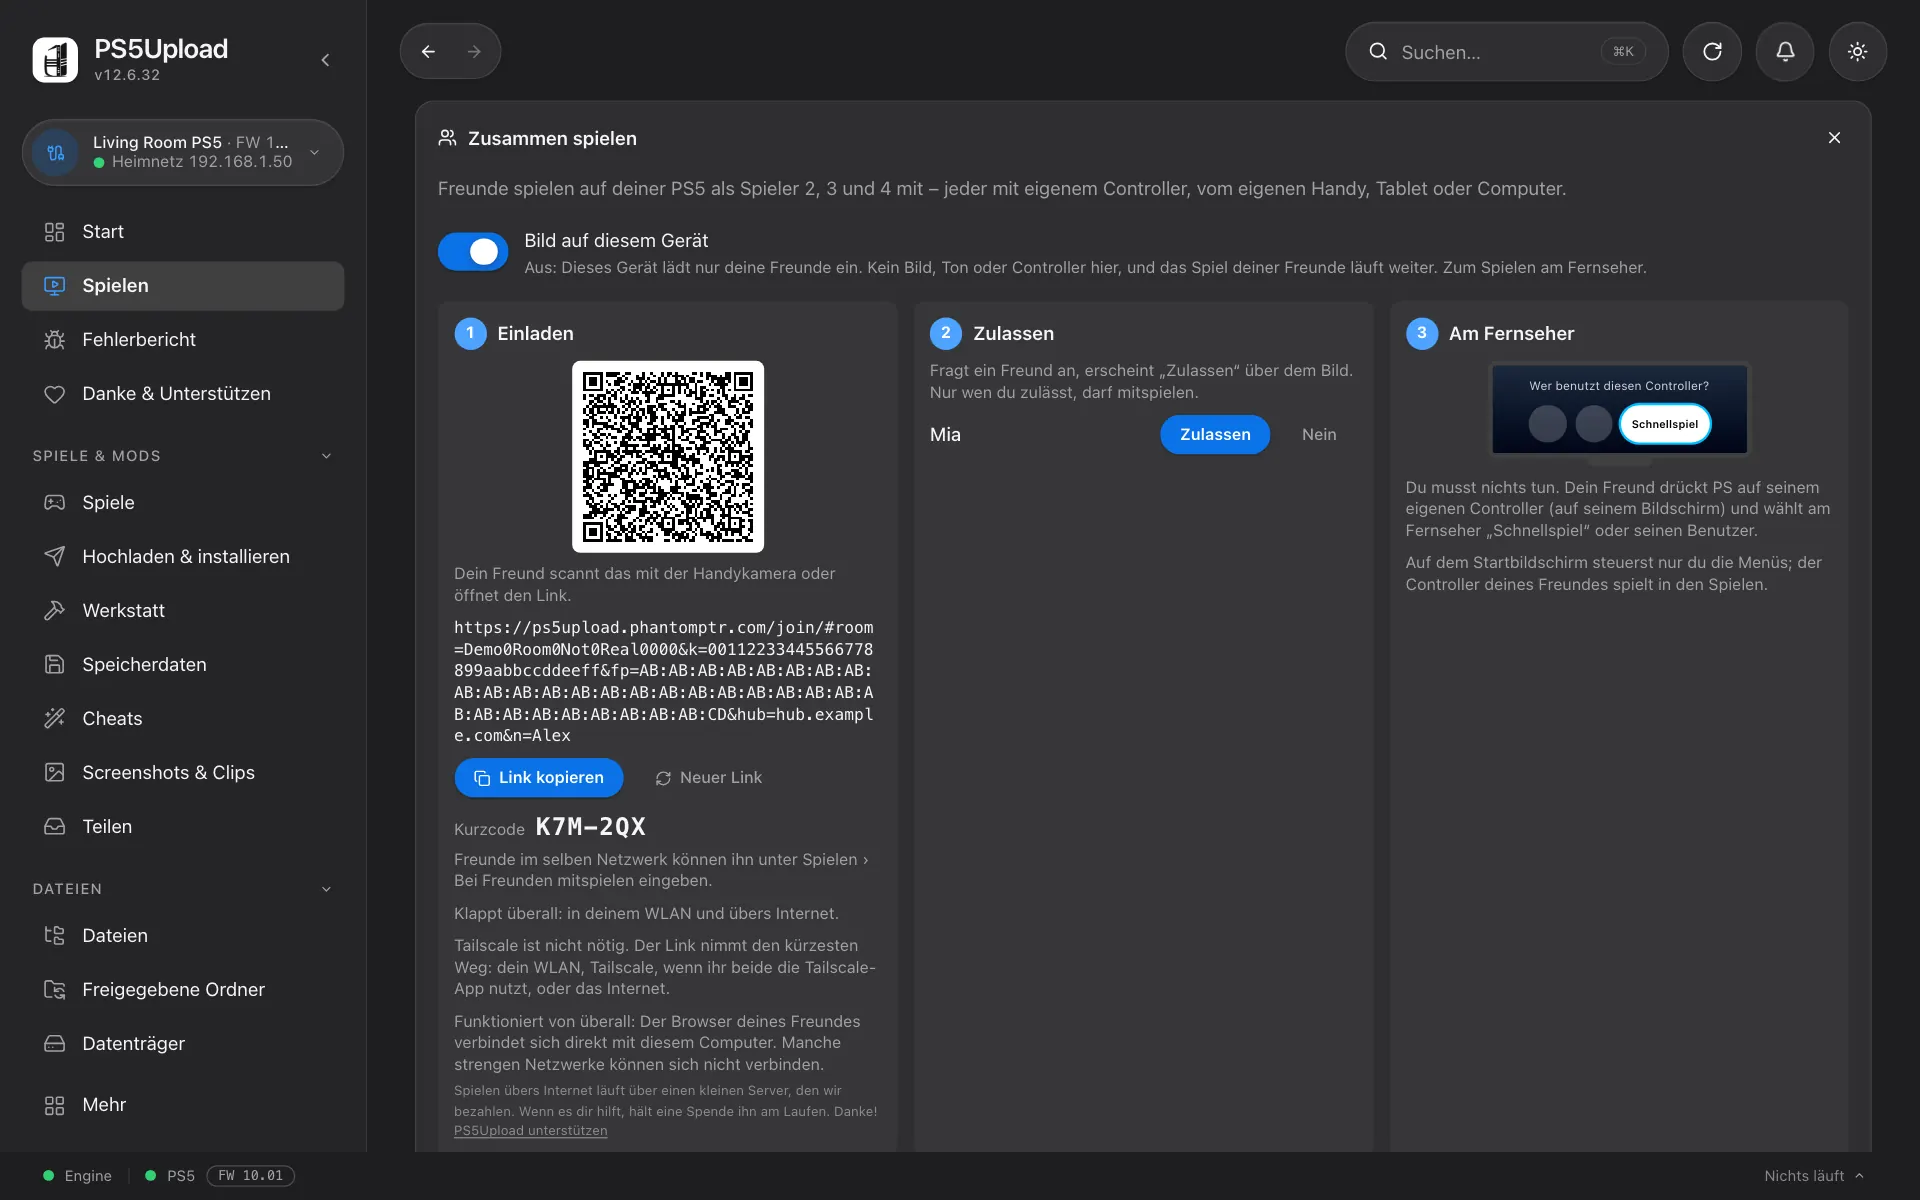 PS5Upload
v12.6.32
Living Room PS5 · FW 1...
Heimnetz 192.168.1.50
Start
Spielen
Fehlerbericht
Danke & Unterstützen
SPIELE & MODS
Spiele
Hochladen & installieren
Werkstatt
Speicherdaten
Cheats
Screenshots & Clips
Teilen
DATEIEN
Dateien
Freigegebene Ordner
Datenträger
Mehr
Suchen... ⌘K
Zusammen spielen
Freunde spielen auf deiner PS5 als Spieler 2, 3 und 4 mit – jeder mit eigenem Controller, vom eigenen Handy, Tablet oder Computer.
Bild auf diesem Gerät
Aus: Dieses Gerät lädt nur deine Freunde ein. Kein Bild, Ton oder Controller hier, und das Spiel deiner Freunde läuft weiter. Zum Spielen am Fernseher.
1 Einladen
Dein Freund scannt das mit der Handykamera oder
öffnet den Link.
https://ps5upload.phantomptr.com/join/#room
=Demo0Room0Not0Real0000&k=00112233445566778
899aabbccddeeff&fp=AB:AB:AB:AB:AB:AB:AB:AB:
AB:AB:AB:AB:AB:AB:AB:AB:AB:AB:AB:AB:AB:AB:A
B:AB:AB:AB:AB:AB:AB:AB:AB:CD&hub=hub.exampl
e.com&n=Alex
Link kopieren
Neuer Link
Kurzcode K7M-2QX
Freunde im selben Netzwerk können ihn unter Spielen ›
Bei Freunden mitspielen eingeben.
Klappt überall: in deinem WLAN und übers Internet.
Tailscale ist nicht nötig. Der Link nimmt den kürzesten
Weg: dein WLAN, Tailscale, wenn ihr beide die Tailscale-
App nutzt, oder das Internet.
Funktioniert von überall: Der Browser deines Freundes
verbindet sich direkt mit diesem Computer. Manche
strengen Netzwerke können sich nicht verbinden.
Spielen übers Internet läuft über einen kleinen Server, den wir
bezahlen. Wenn es dir hilft, hält eine Spende ihn am Laufen. Danke!
PS5Upload unterstützen
2 Zulassen
Fragt ein Freund an, erscheint „Zulassen“ über dem Bild.
Nur wen du zulässt, darf mitspielen.
Mia
Zulassen
Nein
3 Am Fernseher
Wer benutzt diesen Controller?
Schnellspiel
Du musst nichts tun. Dein Freund drückt PS auf seinem
eigenen Controller (auf seinem Bildschirm) und wählt am
Fernseher „Schnellspiel“ oder seinen Benutzer.
Auf dem Startbildschirm steuerst nur du die Menüs; der
Controller deines Freundes spielt in den Spielen.
Engine
PS5
FW 10.01
Nichts läuft